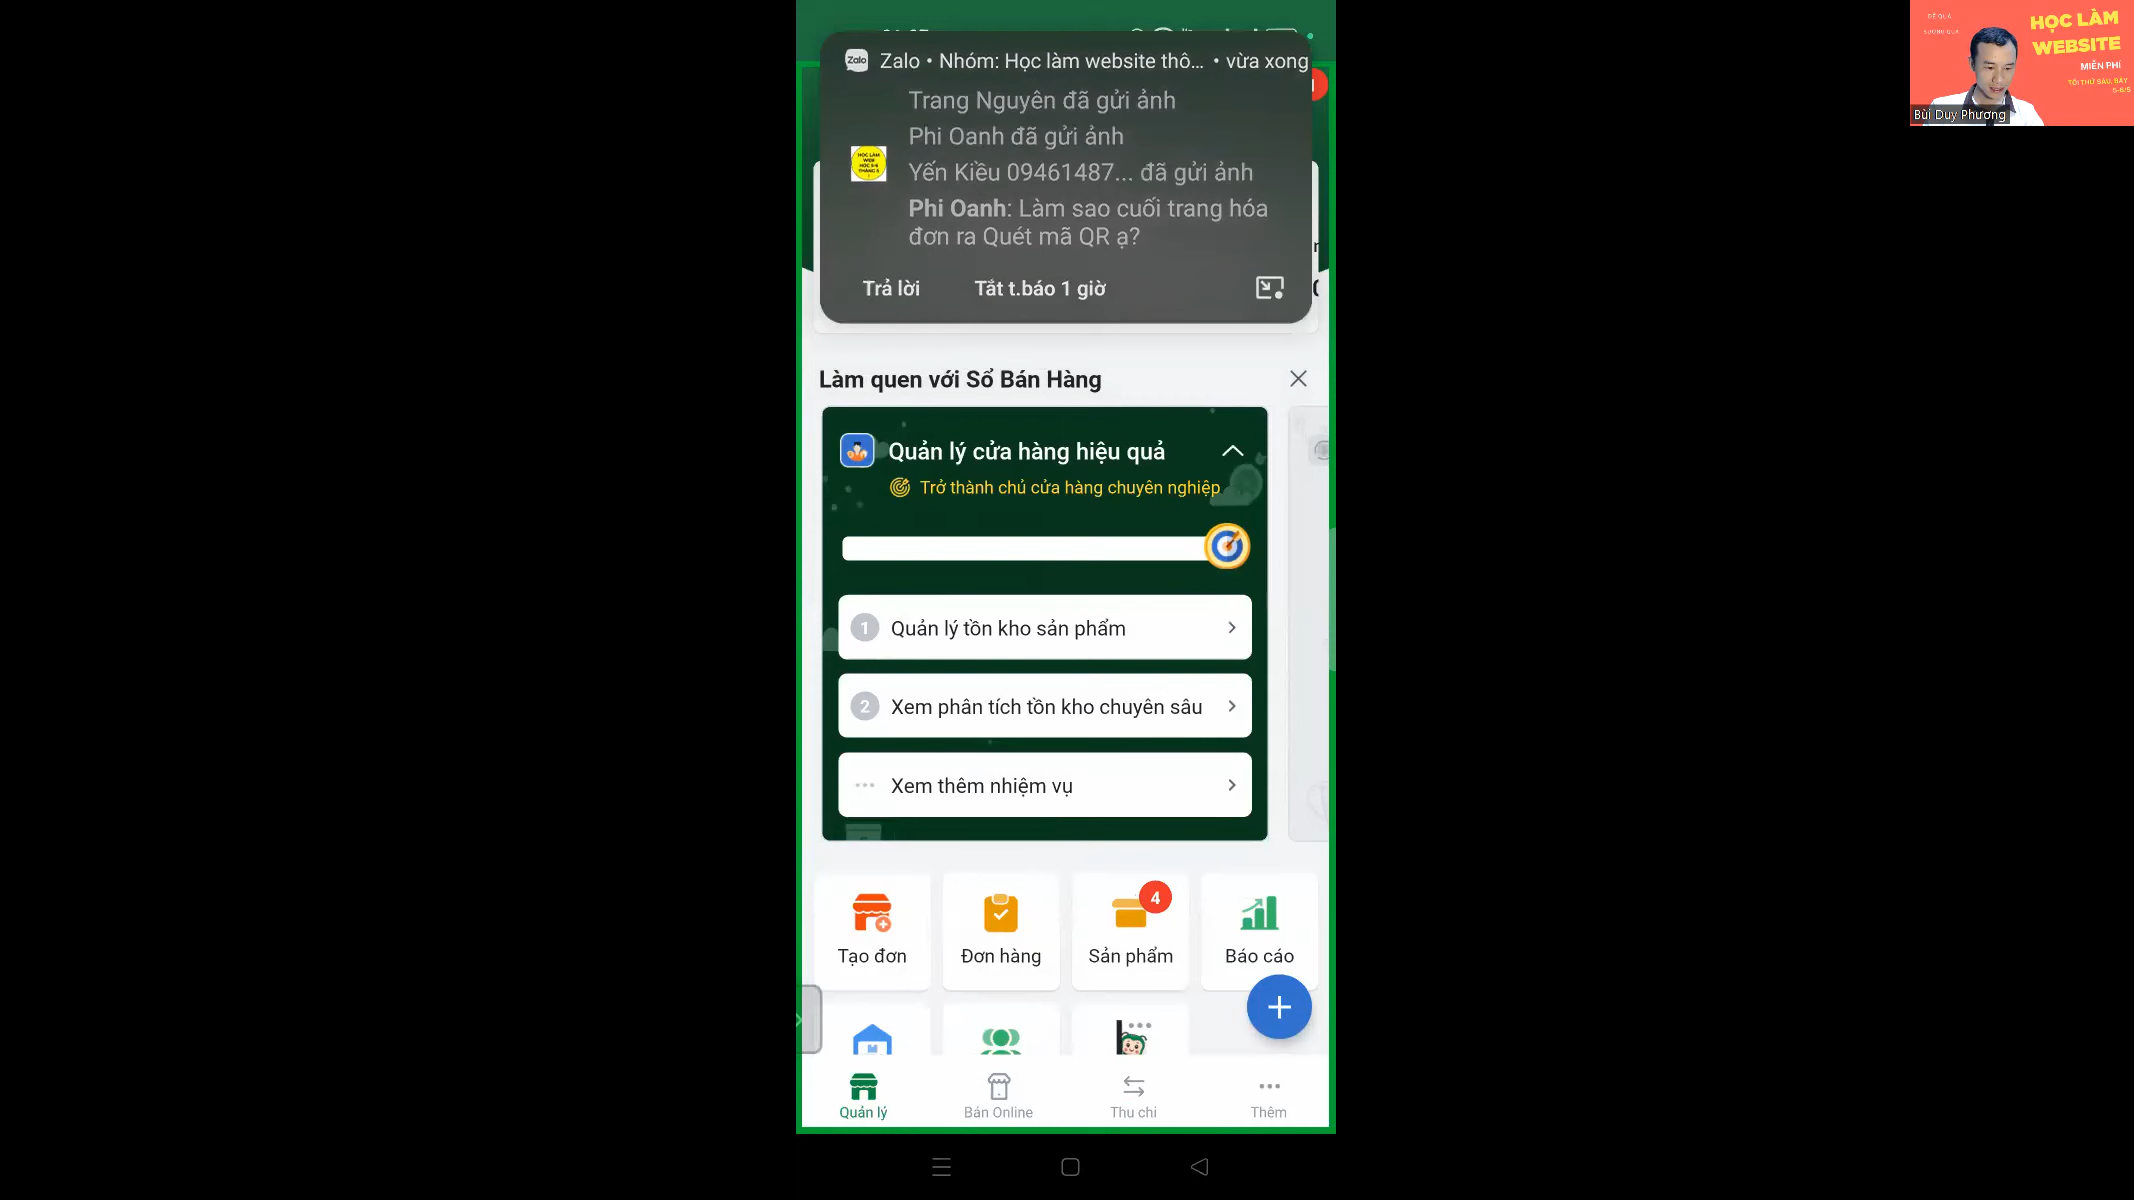 Zalo • Nhóm: Học làm website thô... • vừa xong
Trang Nguyên đã gửi ảnh
Phi Oanh đã gửi ảnh
Yến Kiều 09461487... đã gửi ảnh
Phi Oanh: Làm sao cuối trang hóa
đơn ra Quét mã QR ạ?
Trả lời
Tắt t.báo 1 giờ
Làm quen với Sổ Bán Hàng
Quản lý cửa hàng hiệu quả
Trở thành chủ cửa hàng chuyên nghiệp
1 Quản lý tồn kho sản phẩm
2 Xem phân tích tồn kho chuyên sâu
Xem thêm nhiệm vụ
4
Tạo đơn
Đơn hàng
Sản phẩm
Báo cáo
Quản lý
Bán Online
Thu chi
Thêm
HỌC LÀM
WEBSITE
MIỄN PHÍ
Bùi Duy Phương